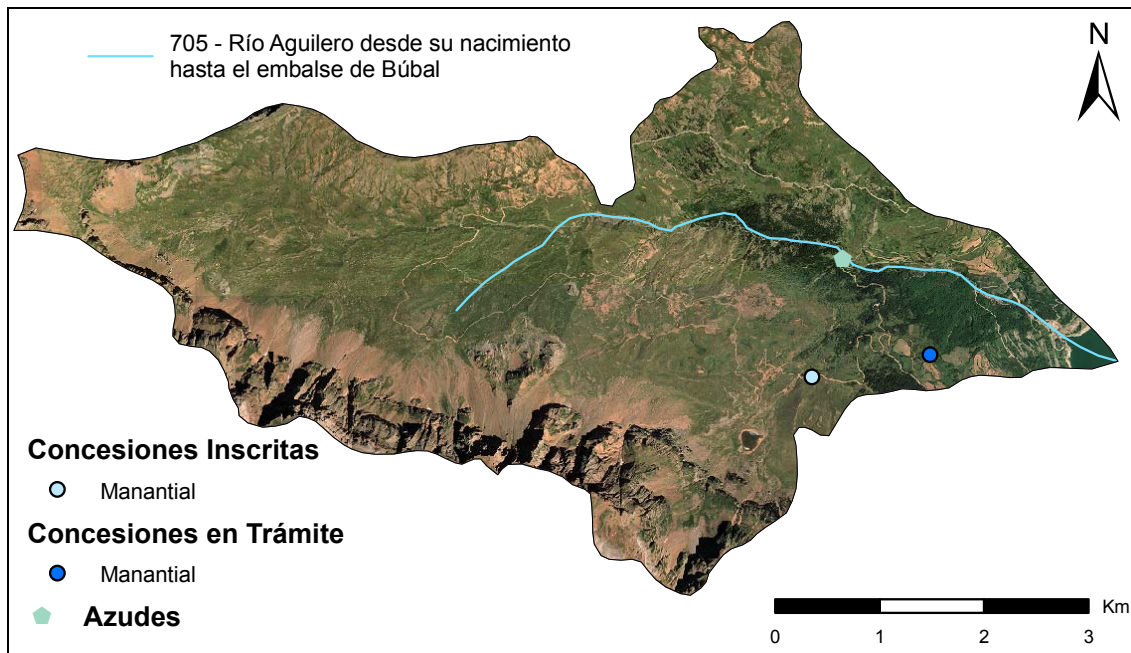 705 - Río Aguilero desde su nacimiento
hasta el embalse de Búbal
N
Concesiones Inscritas
Manantial
Concesiones en Trámite
Manantial
Azudes
Km
0 1 2 3